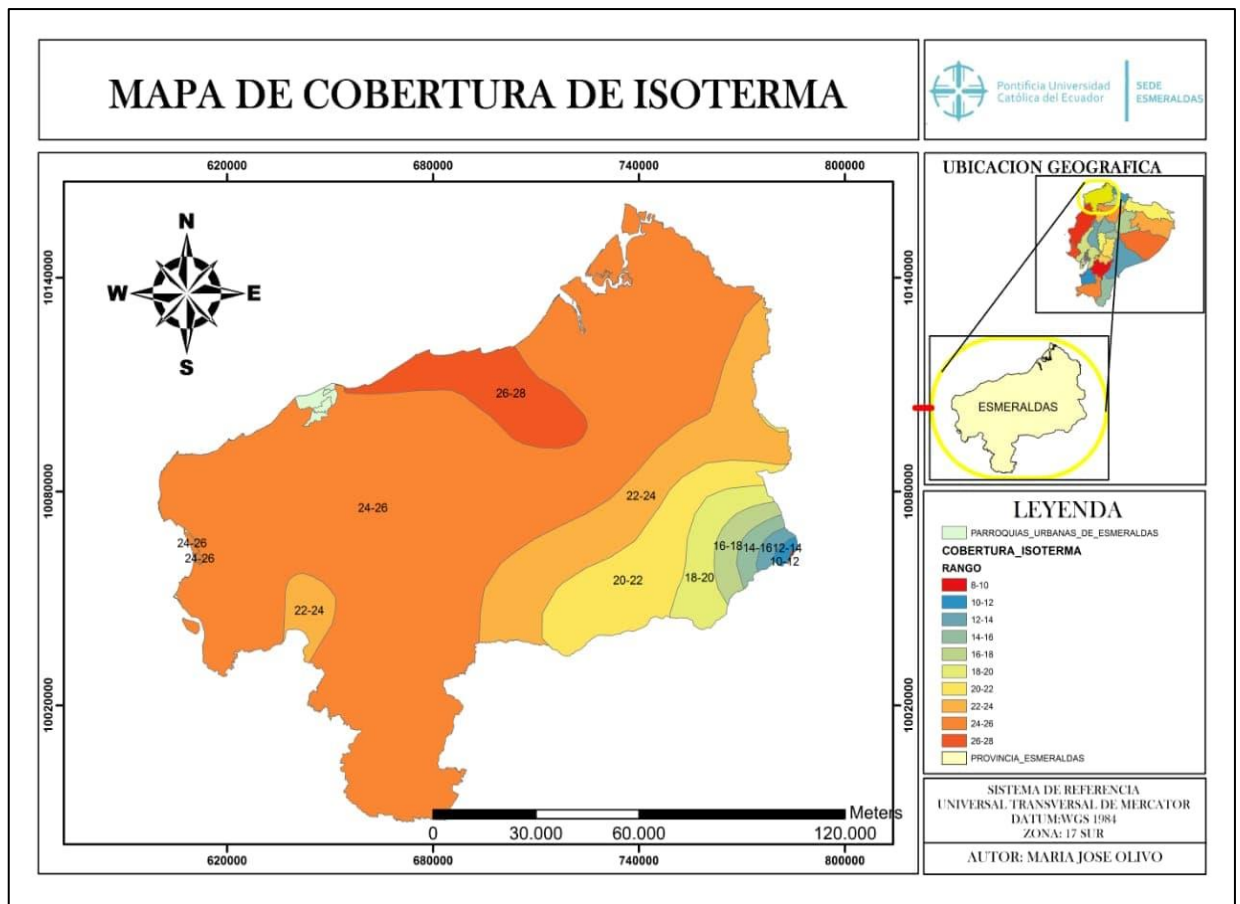 MAPA DE COBERTURA DE ISOTERMA
Pontificia Universidad
Católica del Ecuador
SEDE
ESMERALDAS
620000 680000 740000 800000
N
W E
S
10140000
10080000
10020000
10140000
10080000
10020000
26-28
22-24
24-26
24-26
24-26
22-24
20-22
18-20
16-18
14-16
12-14
10-12
Meters
0 30.000 60.000 120.000
620000 680000 740000 800000
UBICACION GEOGRAFICA
ESMERALDAS
LEYENDA
PARROQUIAS_URBANAS_DE_ESMERALDAS
COBERTURA_ISOTERMA
RANGO
8-10
10-12
12-14
14-16
16-18
18-20
20-22
22-24
24-26
26-28
PROVINCIA_ESMERALDAS
SISTEMA DE REFERENCIA
UNIVERSAL TRANSVERSAL DE MERCATOR
DATUM:WGS 1984
ZONA: 17 SUR
AUTOR: MARIA JOSE OLIVO